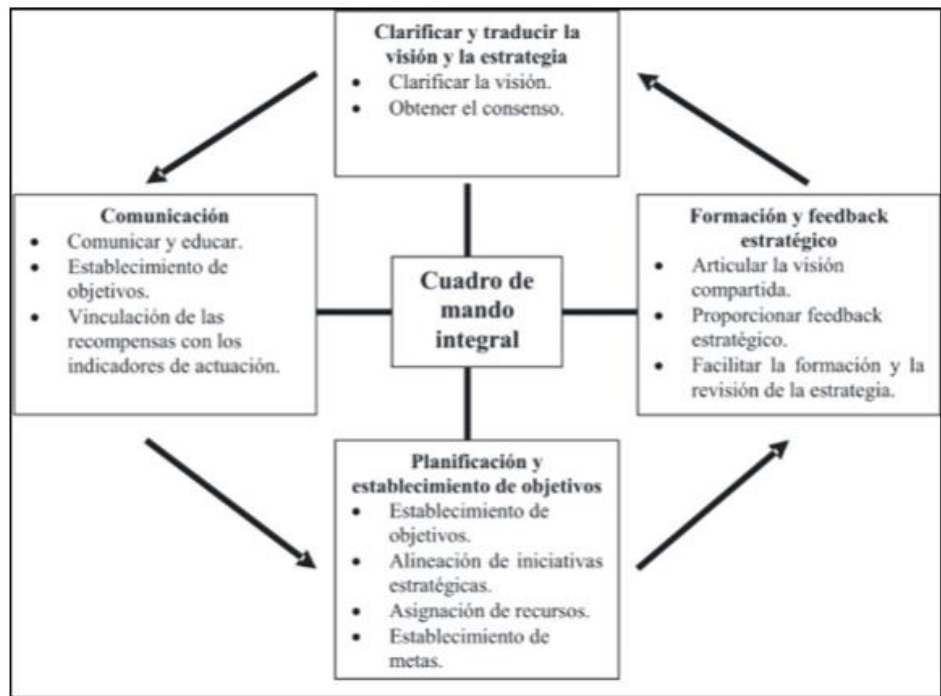 Clarificar y traducir la
visión y la estrategia
• Clarificar la visión.
• Obtener el consenso.
Comunicación
• Comunicar y educar.
• Establecimiento de
objetivos.
• Vinculación de las
recompensas con los
indicadores de actuación.
Cuadro de
mando
integral
Formación y feedback
estratégico
• Articular la visión
compartida.
• Proporcionar feedback
estratégico.
• Facilitar la formación y la
revisión de la estrategia.
Planificación y
establecimiento de objetivos
• Establecimiento de
objetivos.
• Alineación de iniciativas
estratégicas.
• Asignación de recursos.
• Establecimiento de
metas.